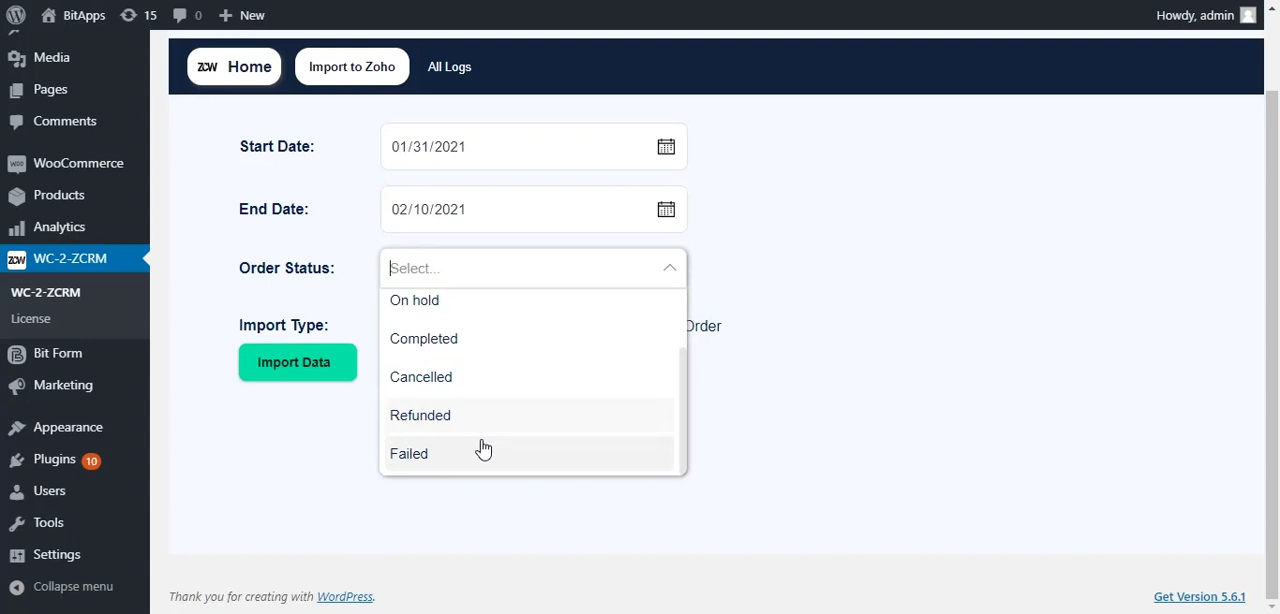 BitApps 15 0 New Howdy, admin
Media
Pages
Comments
WooCommerce
Products
Analytics
ZCW WC-2-ZCRM
WC-2-ZCRM
License
Bit Form
Marketing
Appearance
Plugins 10
Users
Tools
Settings
Collapse menu
ZCW Home Import to Zoho All Logs
Start Date: 01/31/2021
End Date: 02/10/2021
Order Status: Select...
On hold
Completed
Cancelled
Refunded
Failed
Import Type: Order
Import Data
Thank you for creating with WordPress.
Get Version 5.6.1